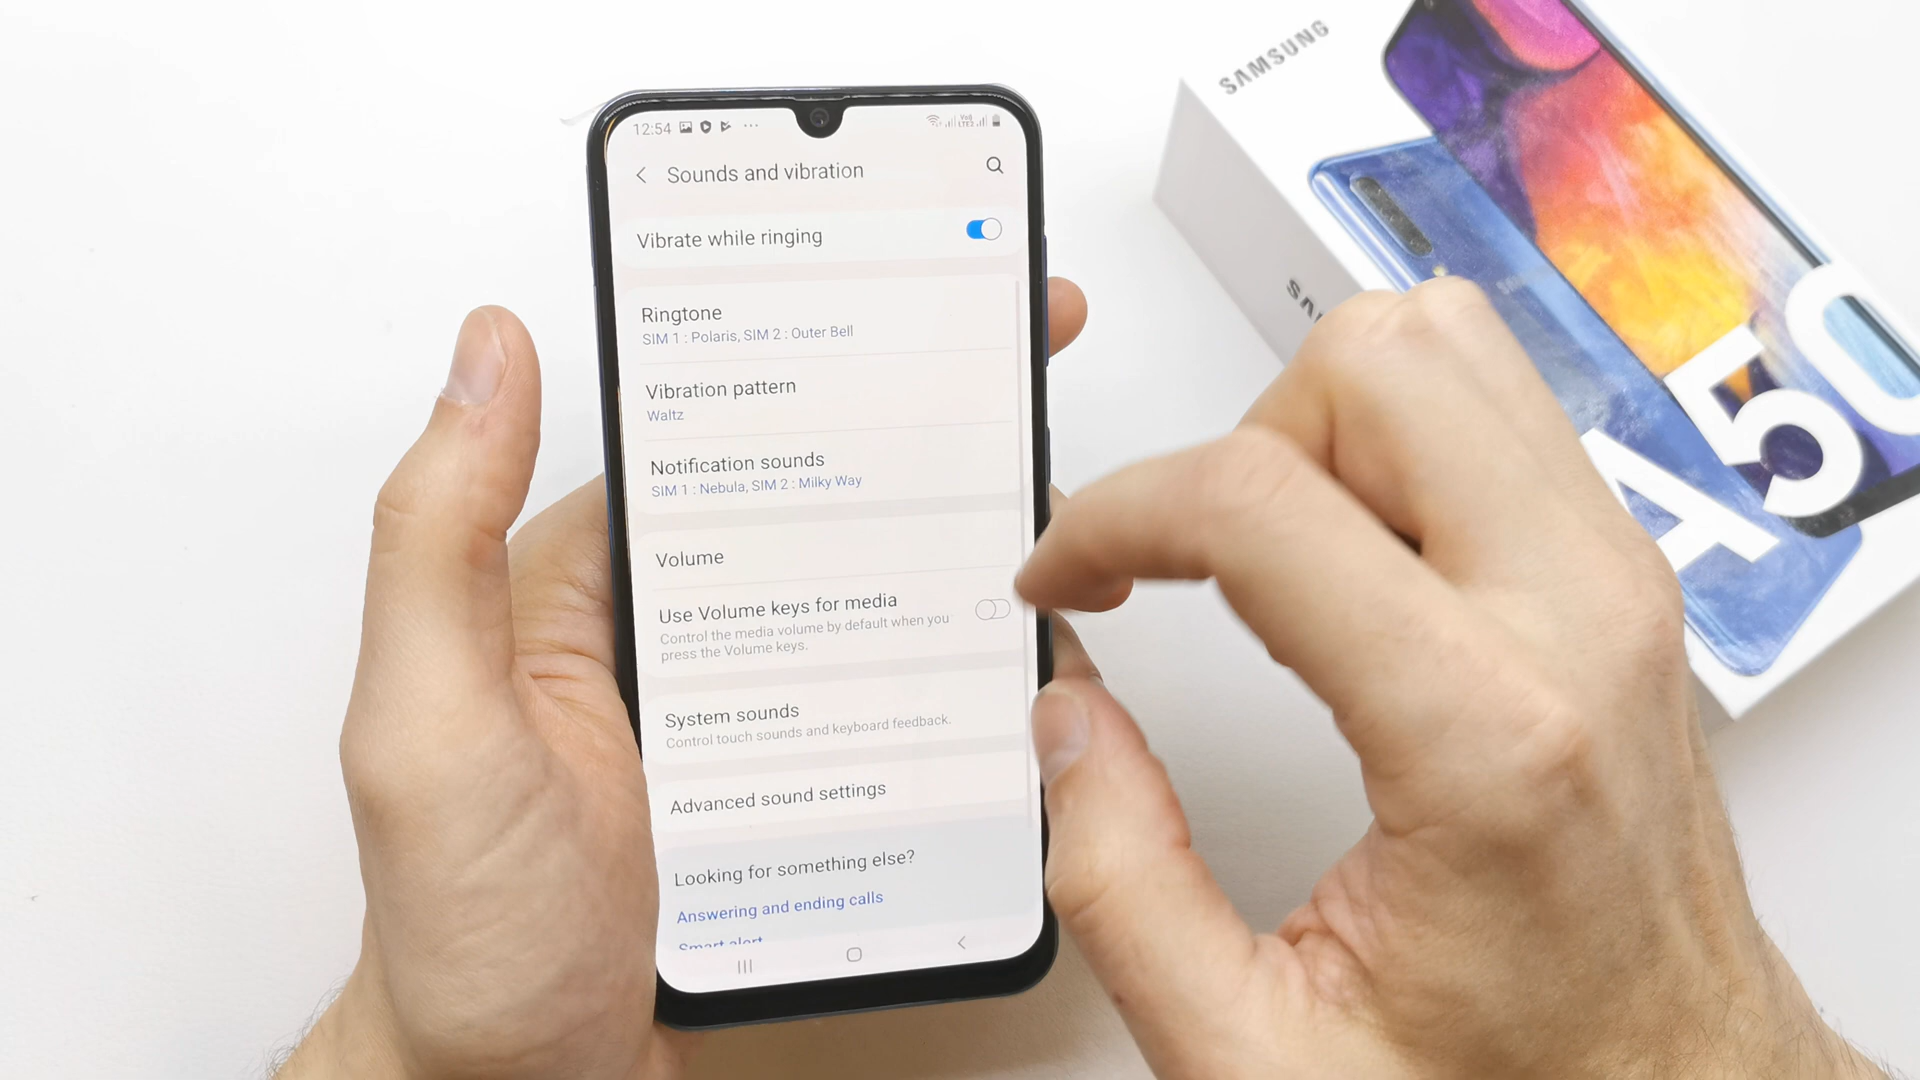 SAMSUNG
12:54
Sounds and vibration
Vibrate while ringing
Ringtone
SIM 1 : Polaris, SIM 2 : Outer Bell
Vibration pattern
Waltz
Notification sounds
SIM 1 : Nebula, SIM 2 : Milky Way
Volume
Use Volume keys for media
Control the media volume by default when you
press the Volume keys.
System sounds
Control touch sounds and keyboard feedback.
Advanced sound settings
Looking for something else?
Answering and ending calls
Smart alert
A50